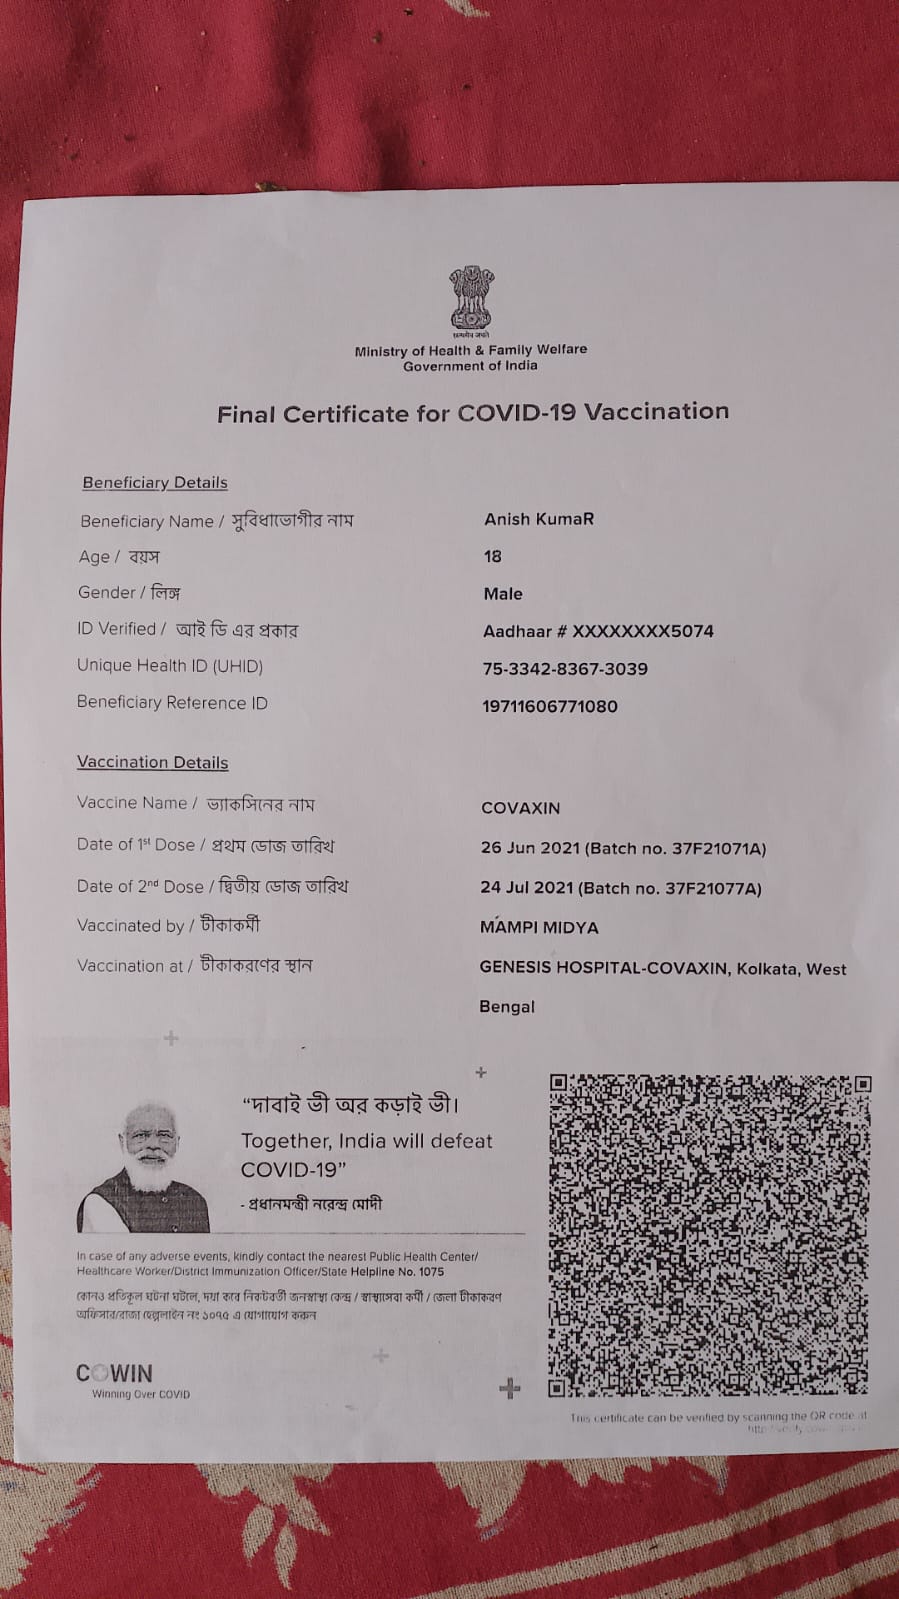 सत्यमेव जयते
Ministry of Health & Family Welfare
Government of India
Final Certificate for COVID-19 Vaccination
Beneficiary Details
Beneficiary Name / সুবিধাভোগীর নাম Anish KumaR
Age / বয়স 18
Gender / লিঙ্গ Male
ID Verified / আই ডি এর প্রকার Aadhaar # XXXXXXXX5074
Unique Health ID (UHID) 75-3342-8367-3039
Beneficiary Reference ID 19711606771080
Vaccination Details
Vaccine Name / ভ্যাকসিনের নাম COVAXIN
Date of 1st Dose / প্রথম ডোজ তারিখ 26 Jun 2021 (Batch no. 37F21071A)
Date of 2nd Dose / দ্বিতীয় ডোজ তারিখ 24 Jul 2021 (Batch no. 37F21077A)
Vaccinated by / টীকাকর্মী MAMPI MIDYA
Vaccination at / টীকাকরণের স্থান GENESIS HOSPITAL-COVAXIN, Kolkata, West
Bengal
“দাবাই ভী অর কড়াই ভী।
Together, India will defeat
COVID-19”
- প্রধানমন্ত্রী নরেন্দ্র মোদী
In case of any adverse events, kindly contact the nearest Public Health Center/
Healthcare Worker/District Immunization Officer/State Helpline No. 1075
কোনও প্রতিকূল ঘটনা ঘটলে, দয়া করে নিকটবর্তী জনস্বাস্থ্য কেন্দ্র / স্বাস্থ্যসেবা কর্মী / জেলা টীকাকরণ
অফিসার/রাজ্য হেল্পলাইন নং ১০৭৫ এ যোগাযোগ করুন
COWIN
Winning Over COVID
This certificate can be verified by scanning the QR code at